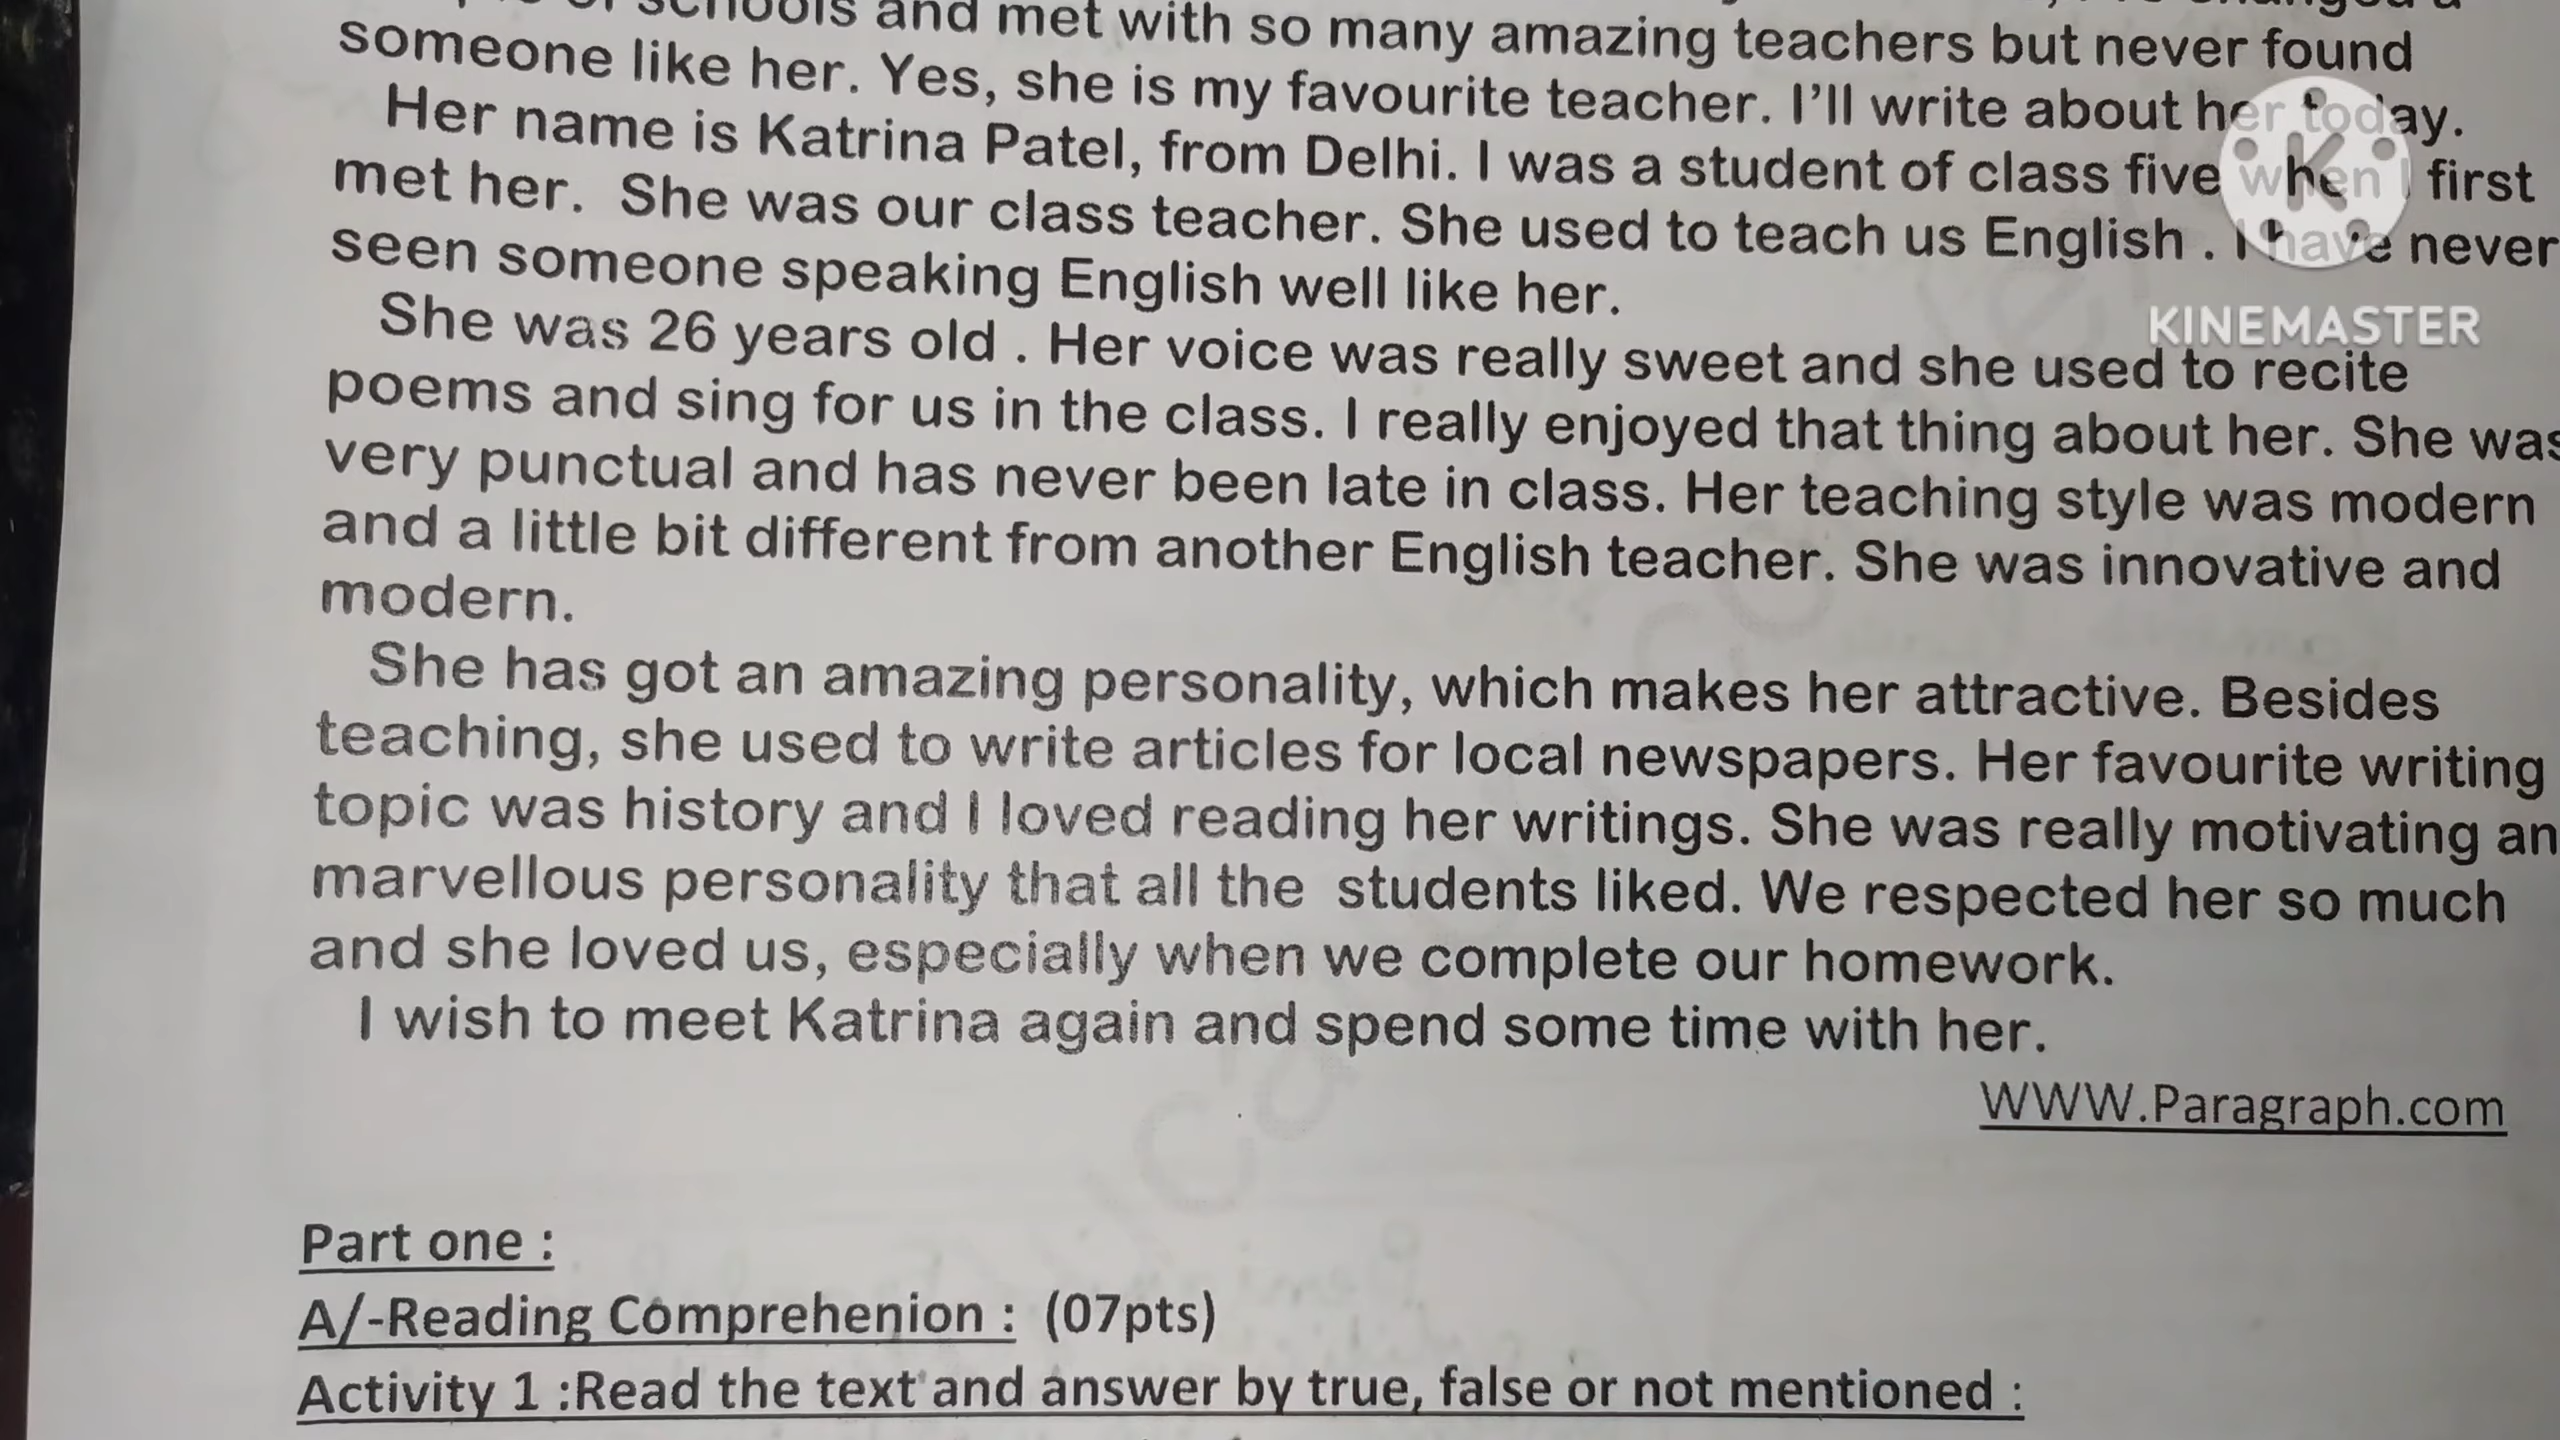 of schools and met with so many amazing teachers but never found
someone like her. Yes, she is my favourite teacher. I'll write about her today.
Her name is Katrina Patel, from Delhi. I was a student of class five when I first
met her. She was our class teacher. She used to teach us English . I have never
seen someone speaking English well like her.
She was 26 years old . Her voice was really sweet and she used to recite
poems and sing for us in the class. I really enjoyed that thing about her. She was
very punctual and has never been late in class. Her teaching style was modern
and a little bit different from another English teacher. She was innovative and
modern.
She has got an amazing personality, which makes her attractive. Besides
teaching, she used to write articles for local newspapers. Her favourite writing
topic was history and I loved reading her writings. She was really motivating an
marvellous personality that all the students liked. We respected her so much
and she loved us, especially when we complete our homework.
I wish to meet Katrina again and spend some time with her.
WWW.Paragraph.com
Part one :
A/-Reading Comprehenion : (07pts)
Activity 1 :Read the text and answer by true, false or not mentioned :
K
KINEMASTER